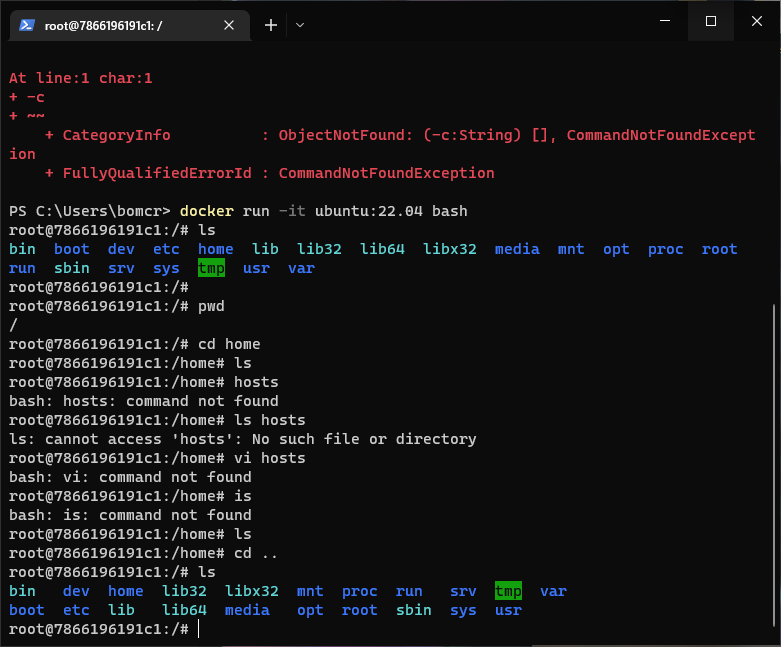 root@7866196191c1: /
At line:1 char:1
+ -c
+ ~~
    + CategoryInfo          : ObjectNotFound: (-c:String) [], CommandNotFoundExcept
ion
    + FullyQualifiedErrorId : CommandNotFoundException
PS C:\Users\bomcr> docker run -it ubuntu:22.04 bash
root@7866196191c1:/# ls
bin  boot  dev  etc  home  lib  lib32  lib64  libx32  media  mnt  opt  proc  root
run  sbin  srv  sys  tmp  usr  var
root@7866196191c1:/#
root@7866196191c1:/# pwd
/
root@7866196191c1:/# cd home
root@7866196191c1:/home# ls
root@7866196191c1:/home# hosts
bash: hosts: command not found
root@7866196191c1:/home# ls hosts
ls: cannot access 'hosts': No such file or directory
root@7866196191c1:/home# vi hosts
bash: vi: command not found
root@7866196191c1:/home# is
bash: is: command not found
root@7866196191c1:/home# ls
root@7866196191c1:/home# cd ..
root@7866196191c1:/# ls
bin   dev  home  lib32  libx32  mnt  proc  run   srv  tmp  var
boot  etc  lib   lib64  media   opt  root  sbin  sys  usr
root@7866196191c1:/#